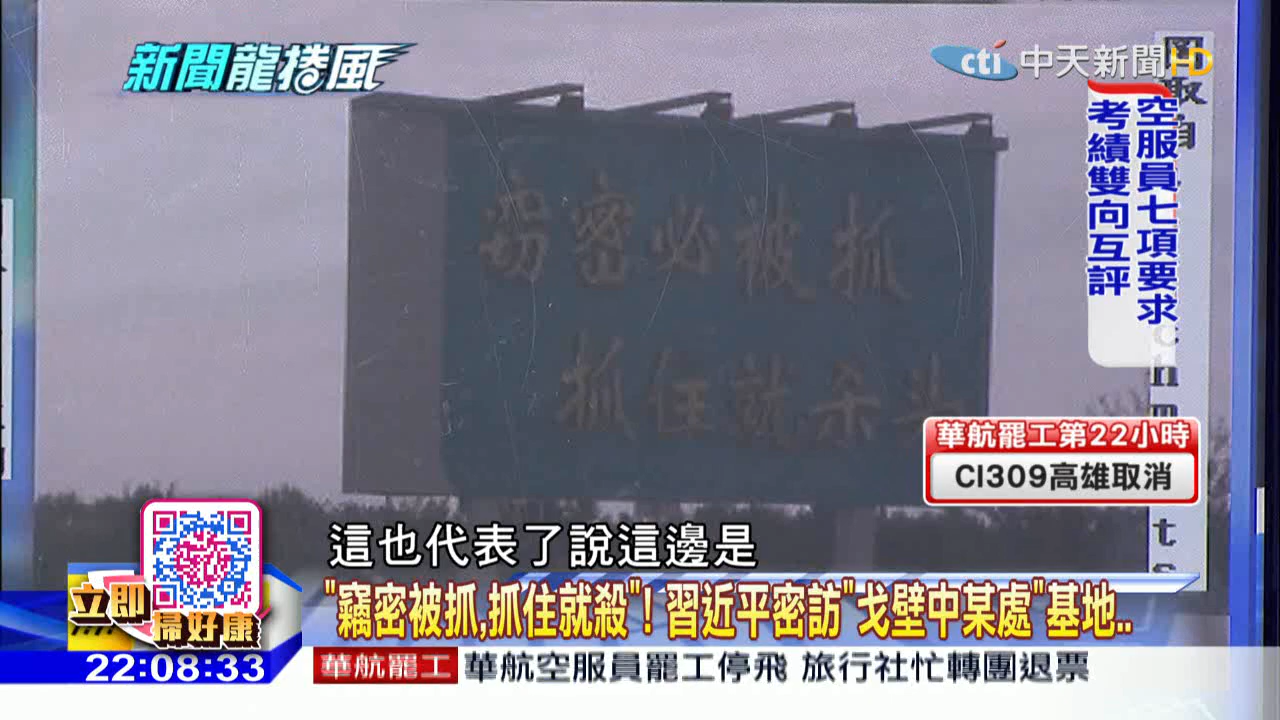 新聞龍捲風
cti中天新聞HD
空服員七項要求
考績雙向互評
窃密必被抓
抓住就杀头
華航罷工第22小時
CI309高雄取消
這也代表了說這邊是
立即
掃好康
"竊密被抓,抓住就殺"! 習近平密訪"戈壁中某處"基地..
22:08:33
華航罷工 華航空服員罷工停飛 旅行社忙轉團退票